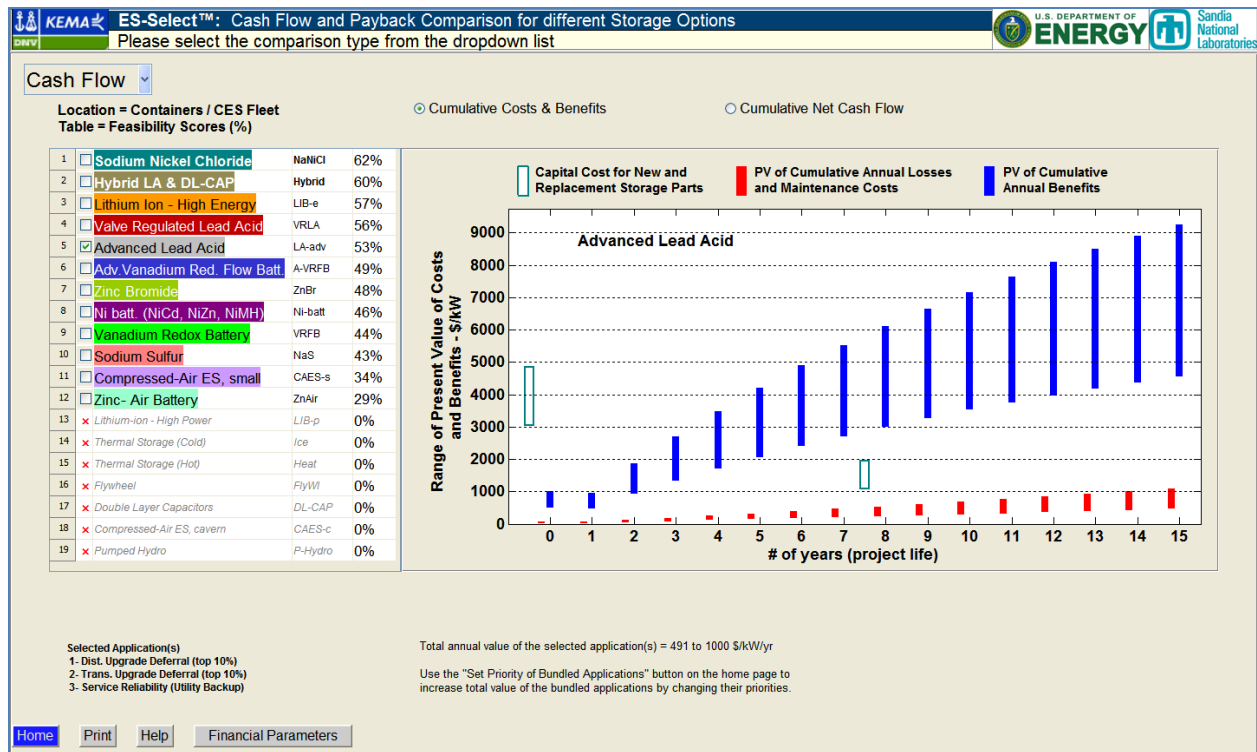 KEMA
DNV
ES-Select™: Cash Flow and Payback Comparison for different Storage Options
Please select the comparison type from the dropdown list
U.S. DEPARTMENT OF
ENERGY
Sandia
National
Laboratories
Cash Flow
Location = Containers / CES Fleet
Table = Feasibility Scores (%)
Cumulative Costs & Benefits
Cumulative Net Cash Flow
1 Sodium Nickel Chloride NaNiCl 62%
2 Hybrid LA & DL-CAP Hybrid 60%
3 Lithium Ion - High Energy LIB-e 57%
4 Valve Regulated Lead Acid VRLA 56%
5 Advanced Lead Acid LA-adv 53%
6 Adv.Vanadium Red. Flow Batt. A-VRFB 49%
7 Zinc Bromide ZnBr 48%
8 Ni batt. (NiCd, NiZn, NiMH) Ni-batt 46%
9 Vanadium Redox Battery VRFB 44%
10 Sodium Sulfur NaS 43%
11 Compressed-Air ES, small CAES-s 34%
12 Zinc- Air Battery ZnAir 29%
13 Lithium-ion - High Power LIB-p 0%
14 Thermal Storage (Cold) Ice 0%
15 Thermal Storage (Hot) Heat 0%
16 Flywheel FlyWl 0%
17 Double Layer Capacitors DL-CAP 0%
18 Compressed-Air ES, cavern CAES-c 0%
19 Pumped Hydro P-Hydro 0%
Capital Cost for New and
Replacement Storage Parts
PV of Cumulative Annual Losses
and Maintenance Costs
PV of Cumulative
Annual Benefits
Advanced Lead Acid
Range of Present Value of Costs
and Benefits - $/kW
9000
8000
7000
6000
5000
4000
3000
2000
1000
0
0 1 2 3 4 5 6 7 8 9 10 11 12 13 14 15
# of years (project life)
Selected Application(s)
1- Dist. Upgrade Deferral (top 10%)
2- Trans. Upgrade Deferral (top 10%)
3- Service Reliability (Utility Backup)
Total annual value of the selected application(s) = 491 to 1000 $/kW/yr
Use the "Set Priority of Bundled Applications" button on the home page to
increase total value of the bundled applications by changing their priorities.
Home Print Help Financial Parameters